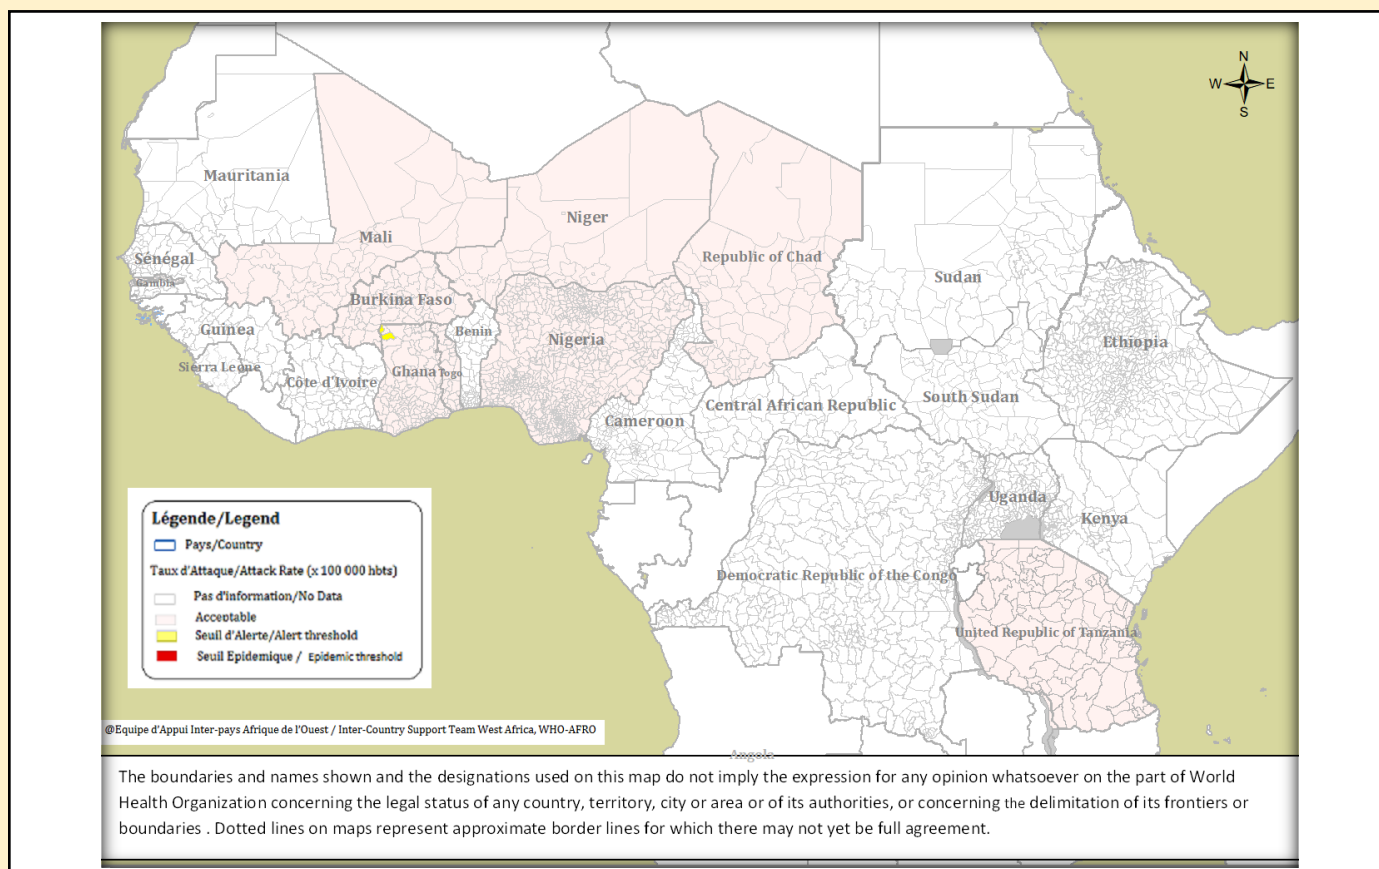 N
W E
S
Mauritania
Niger
Mali
Sénégal
Republic of Chad
Sudan
Gambia
Burkina Faso
Guinea
Benin
Nigeria
Ethiopia
Sierra Leone
Côte d'Ivoire
Ghana
Togo
Central African Republic
South Sudan
Cameroon
Uganda
Kenya
Democratic Republic of the Congo
United Republic of Tanzania
Légende/Legend
Pays/Country
Taux d'Attaque/Attack Rate (x 100 000 hbts)
Pas d'information/No Data
Acceptable
Seuil d'Alerte/Alert threshold
Seuil Epidemique / Epidemic threshold
@Equipe d'Appui Inter-pays Afrique de l'Ouest / Inter-Country Support Team West Africa, WHO-AFRO
Angola
The boundaries and names shown and the designations used on this map do not imply the expression for any opinion whatsoever on the part of World
Health Organization concerning the legal status of any country, territory, city or area or of its authorities, or concerning the delimitation of its frontiers or
boundaries . Dotted lines on maps represent approximate border lines for which there may not yet be full agreement.